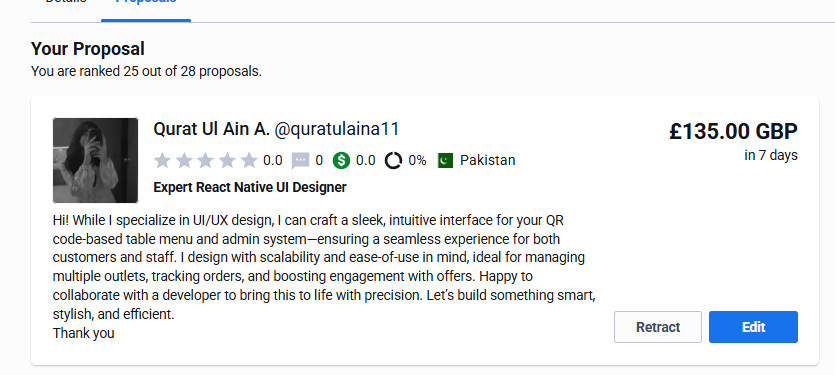 Details Proposals
Your Proposal
You are ranked 25 out of 28 proposals.
Qurat Ul Ain A. @quratulaina11
£135.00 GBP
0.0 0 0.0 0% Pakistan
in 7 days
Expert React Native UI Designer
Hi! While I specialize in UI/UX design, I can craft a sleek, intuitive interface for your QR
code-based table menu and admin system—ensuring a seamless experience for both
customers and staff. I design with scalability and ease-of-use in mind, ideal for managing
multiple outlets, tracking orders, and boosting engagement with offers. Happy to
collaborate with a developer to bring this to life with precision. Let’s build something smart,
stylish, and efficient.
Thank you
Retract Edit